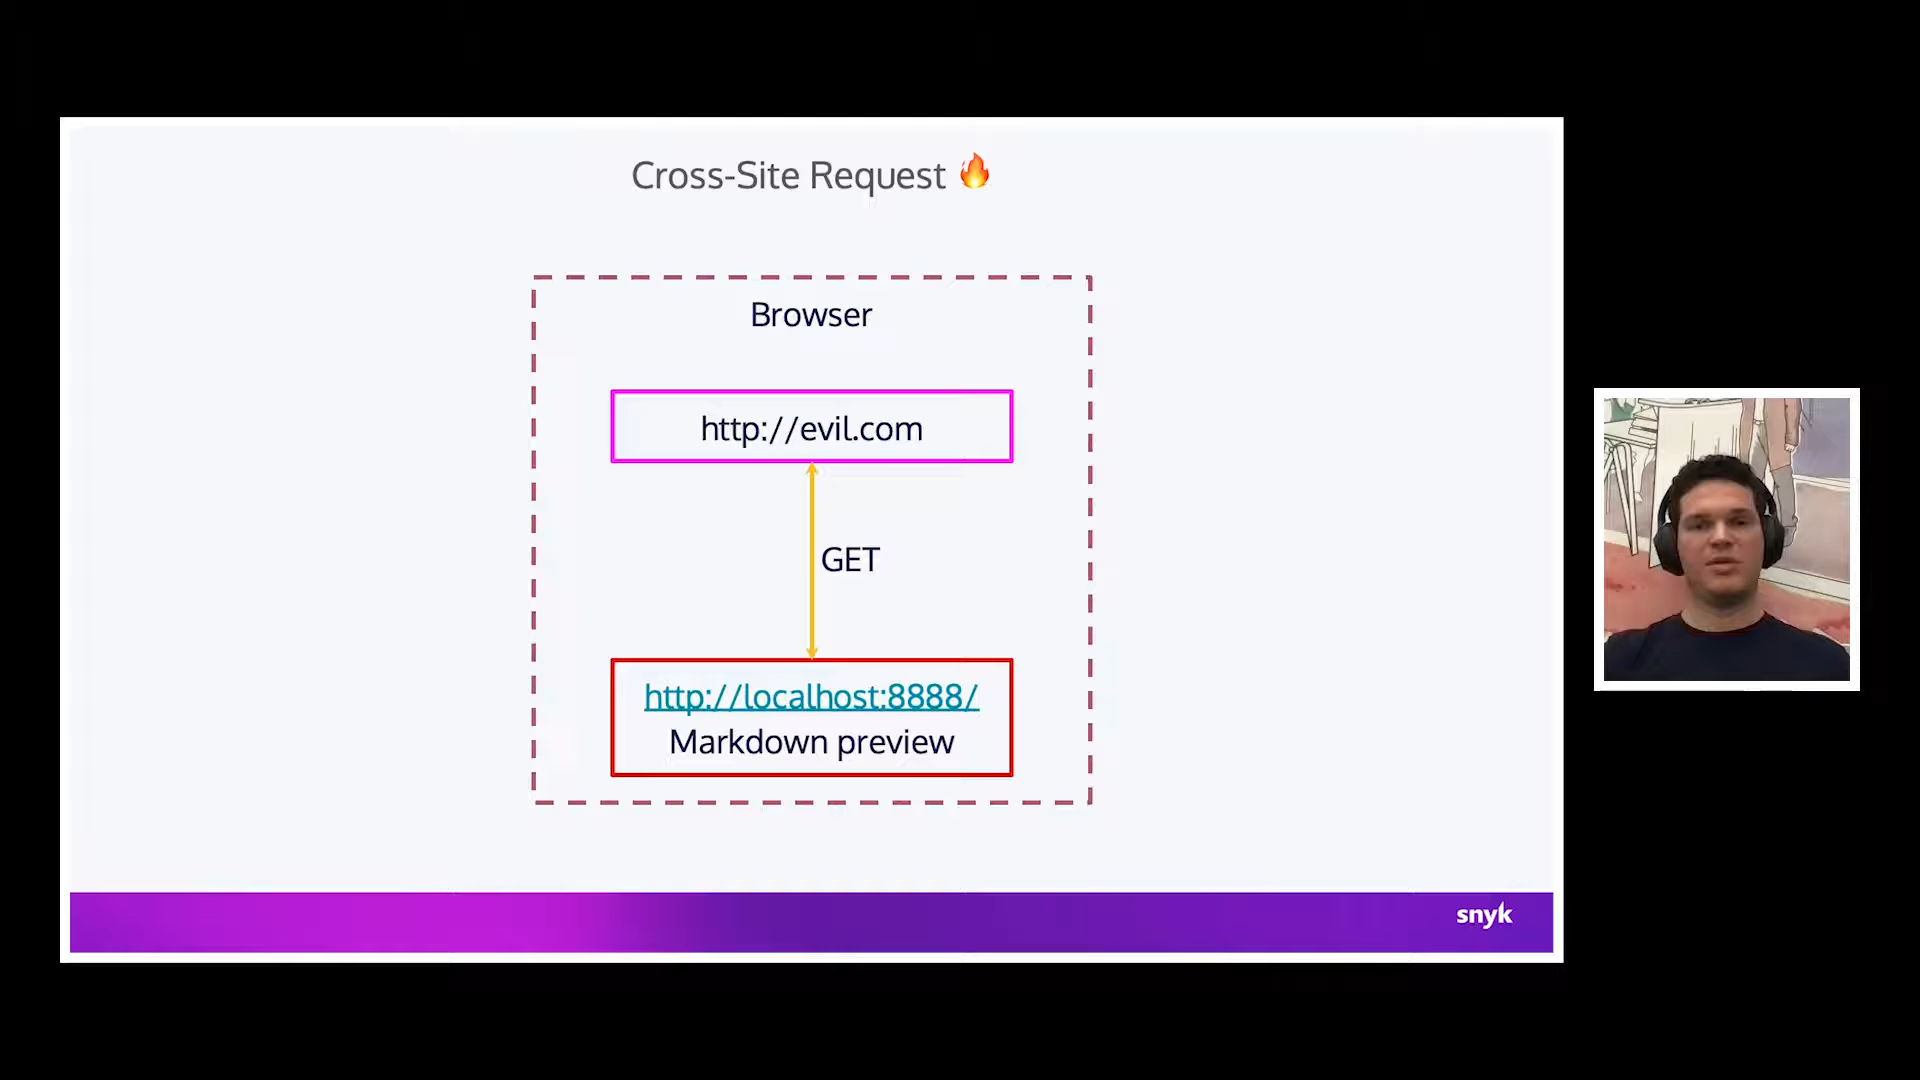 Cross-Site Request 🔥
Browser
http://evil.com
GET
http://localhost:8888/
Markdown preview
snyk